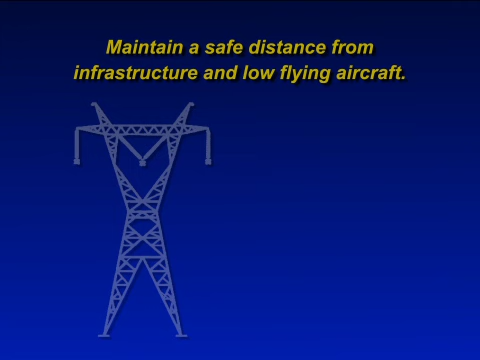 Maintain a safe distance from
infrastructure and low flying aircraft.